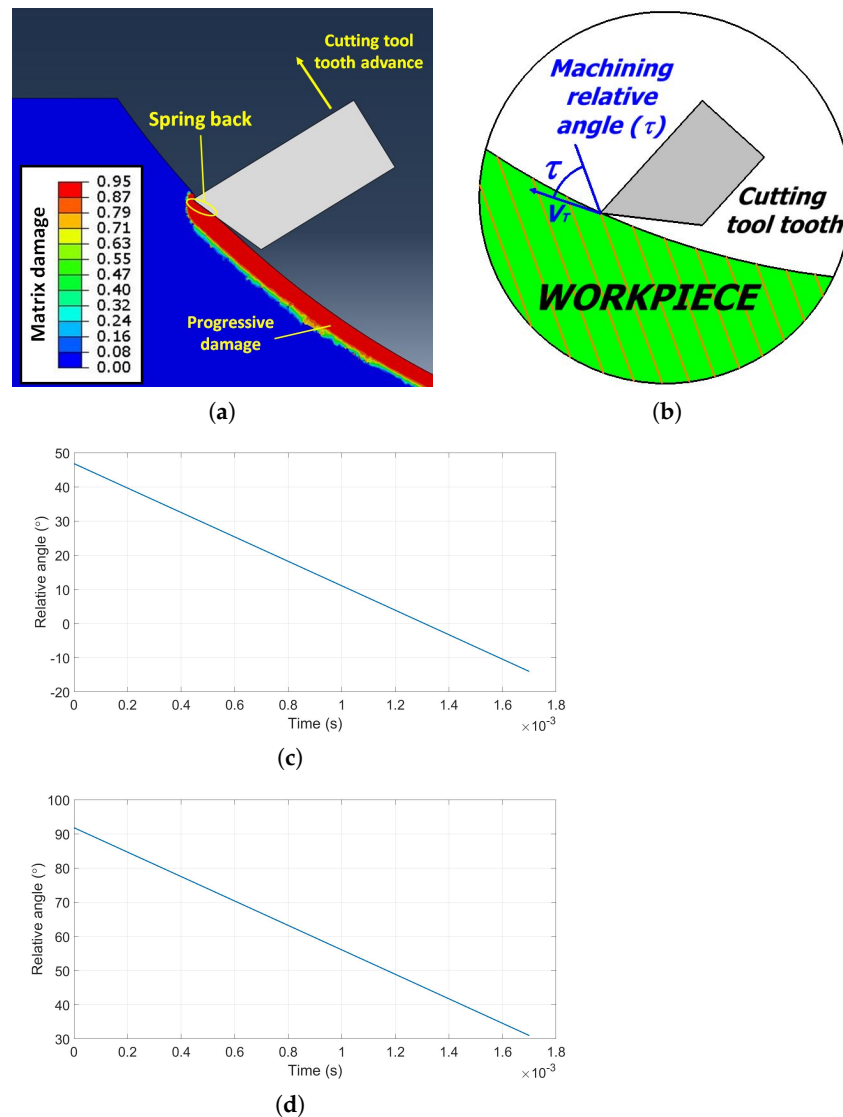 Cutting tool
tooth advance
Spring back
Matrix damage
0.95
0.87
0.79
0.71
0.63
0.55
0.47
0.40
0.32
0.24
0.16
0.08
0.00
Progressive
damage
(a)
Machining
relative
angle (τ)
τ
V_T
Cutting
tool tooth
WORKPIECE
(b)
50
40
30
20
10
0
-10
-20
Relative angle (°)
0 0.2 0.4 0.6 0.8 1 1.2 1.4 1.6 1.8
Time (s)
×10-3
(c)
100
90
80
70
60
50
40
30
Relative angle (°)
0 0.2 0.4 0.6 0.8 1 1.2 1.4 1.6 1.8
Time (s)
×10-3
(d)